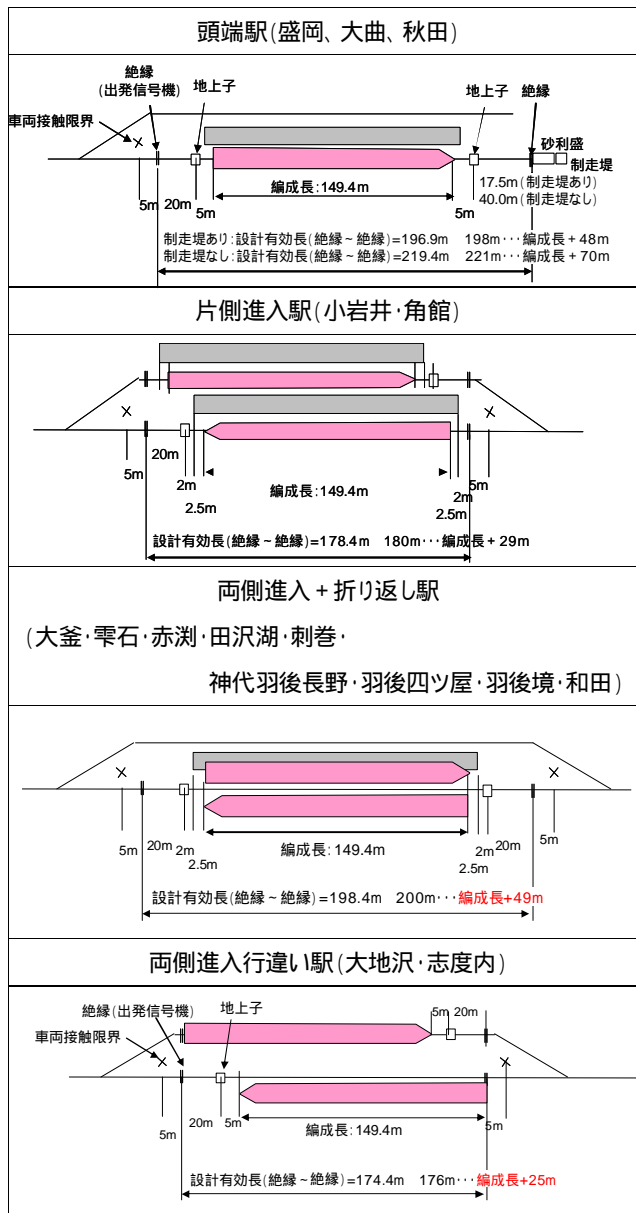 頭端駅(盛岡、大曲、秋田)
絶縁
(出発信号機)
地上子
地上子
絶縁
車両接触限界
砂利盛
制走堤
編成長:149.4m
17.5m(制走堤あり)
40.0m(制走堤なし)
5m
20m
5m
5m
制走堤あり:設計有効長(絶縁~絶縁)=196.9m 198m･･･編成長+48m
制走堤なし:設計有効長(絶縁~絶縁)=219.4m 221m･･･編成長+70m
片側進入駅(小岩井･角館)
5m
20m
2m
2.5m
編成長:149.4m
2m
2.5m
5m
設計有効長(絶縁~絶縁)=178.4m 180m･･･編成長+29m
両側進入+折り返し駅
(大釜･雫石･赤渕･田沢湖･刺巻･
神代羽後長野･羽後四ツ屋･羽後境･和田)
5m
20m
2m
2.5m
編成長:149.4m
2m
2.5m
20m
5m
設計有効長(絶縁~絶縁)=198.4m 200m･･･編成長+49m
両側進入行違い駅(大地沢･志度内)
絶縁(出発信号機)
地上子
5m
20m
車両接触限界
5m
20m
5m
編成長:149.4m
5m
設計有効長(絶縁~絶縁)=174.4m 176m･･･編成長+25m